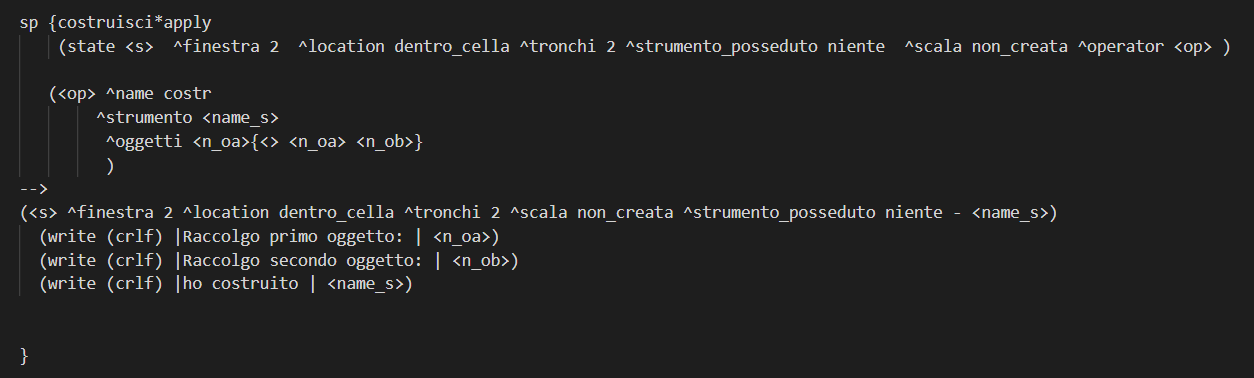 sp {costruisci*apply
(state <s> ^finestra 2 ^location dentro_cella ^tronchi 2 ^strumento_posseduto niente ^scala non_creata ^operator <op> )
(<op> ^name costr
^strumento <name_s>
^oggetti <n_oa>{<> <n_oa> <n_ob>}
)
-->
(<s> ^finestra 2 ^location dentro_cella ^tronchi 2 ^scala non_creata ^strumento_posseduto niente - <name_s>)
(write (crlf) |Raccolgo primo oggetto: | <n_oa>)
(write (crlf) |Raccolgo secondo oggetto: | <n_ob>)
(write (crlf) |ho costruito | <name_s>)
}